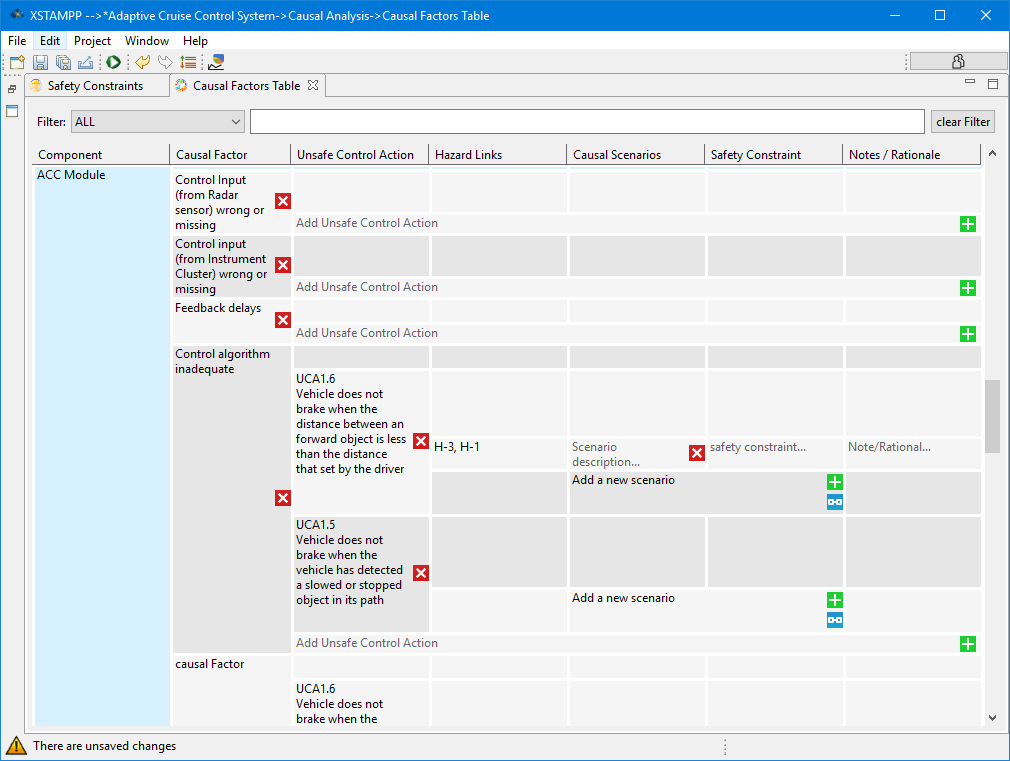 XSTAMPP -->*Adaptive Cruise Control System->Causal Analysis->Causal Factors Table
File Edit Project Window Help
Safety Constraints
Causal Factors Table
Filter: ALL
clear Filter
Component
Causal Factor
Unsafe Control Action
Hazard Links
Causal Scenarios
Safety Constraint
Notes / Rationale
ACC Module
Control Input
(from Radar
sensor) wrong or
missing
Add Unsafe Control Action
Control input
(from Instrument
Cluster) wrong or
missing
Add Unsafe Control Action
Feedback delays
Add Unsafe Control Action
Control algorithm
inadequate
UCA1.6
Vehicle does not
brake when the
distance between an
forward object is less
than the distance
that set by the driver
H-3, H-1
Scenario
description...
safety constraint...
Note/Rational...
Add a new scenario
UCA1.5
Vehicle does not
brake when the
vehicle has detected
a slowed or stopped
object in its path
Add a new scenario
Add Unsafe Control Action
causal Factor
UCA1.6
Vehicle does not
brake when the
There are unsaved changes